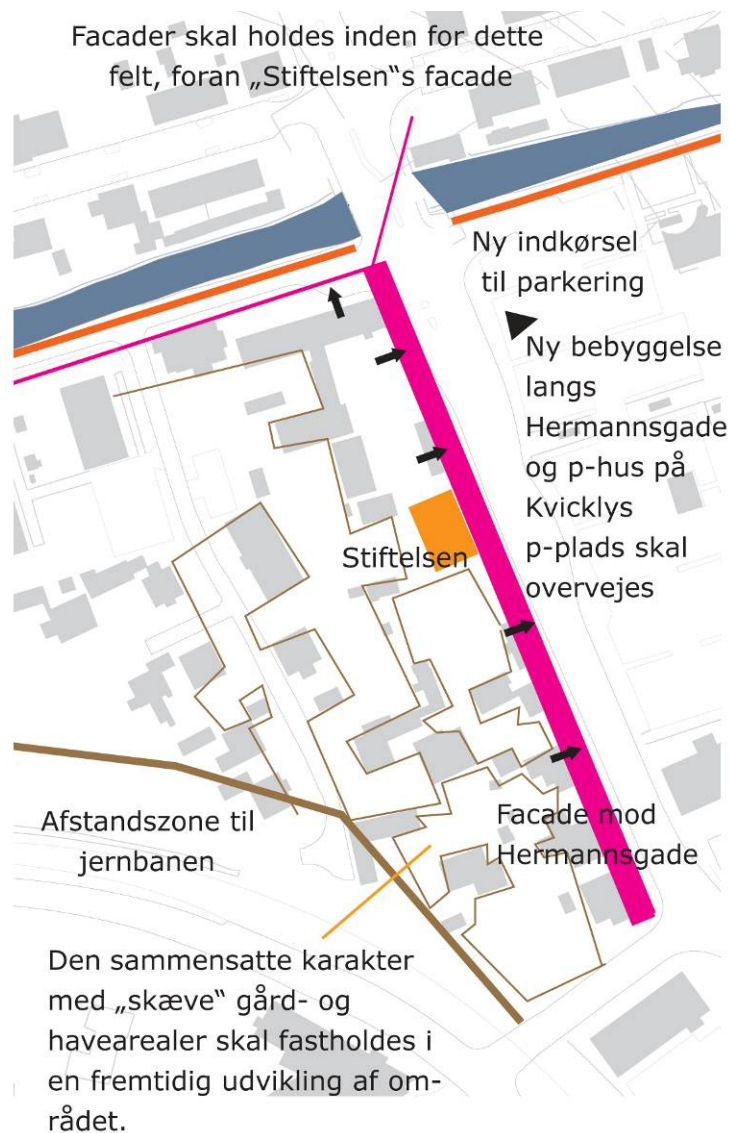 Facader skal holdes inden for dette
felt, foran „Stiftelsen“s facade
Ny indkørsel
til parkering
Ny bebyggelse
langs
Hermannsgade
og p-hus på
Kvicklys
p-plads skal
overvejes
Stiftelsen
Facade mod
Hermannsgade
Afstandszone til
jernbanen
Den sammensatte karakter
med „skæve“ gård- og
havearealer skal fastholdes i
en fremtidig udvikling af om-
rådet.